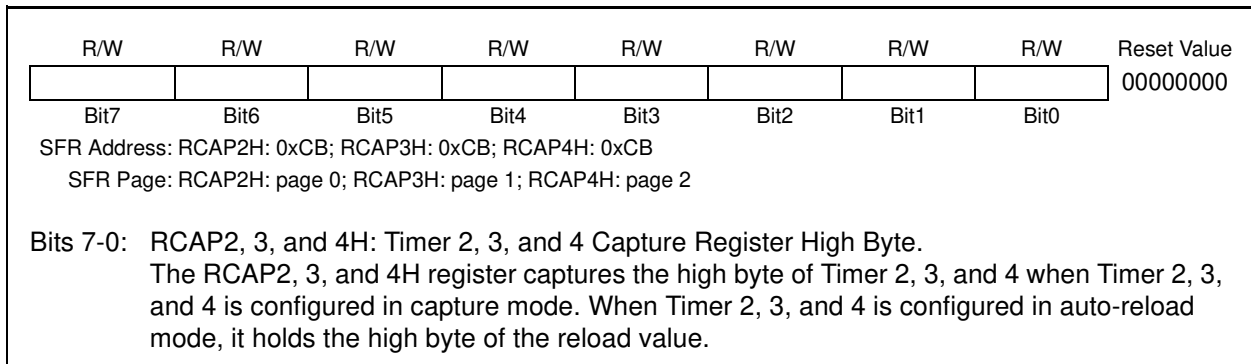 R/W R/W R/W R/W R/W R/W R/W R/W Reset Value
00000000
Bit7 Bit6 Bit5 Bit4 Bit3 Bit2 Bit1 Bit0
SFR Address: RCAP2H: 0xCB; RCAP3H: 0xCB; RCAP4H: 0xCB
SFR Page: RCAP2H: page 0; RCAP3H: page 1; RCAP4H: page 2
Bits 7-0: RCAP2, 3, and 4H: Timer 2, 3, and 4 Capture Register High Byte.
The RCAP2, 3, and 4H register captures the high byte of Timer 2, 3, and 4 when Timer 2, 3,
and 4 is configured in capture mode. When Timer 2, 3, and 4 is configured in auto-reload
mode, it holds the high byte of the reload value.